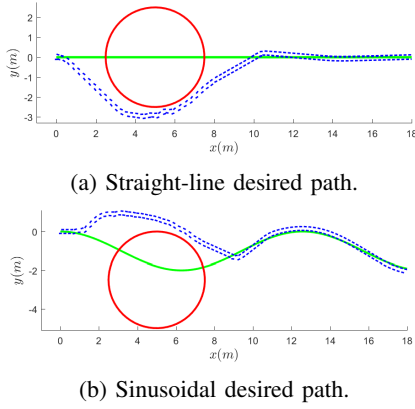 2
1
0
-1
-2
-3
y(m)
0 2 4 6 8 10 12 14 16 18
x(m)
(a) Straight-line desired path.
0
-2
-4
y(m)
0 2 4 6 8 10 12 14 16 18
x(m)
(b) Sinusoidal desired path.